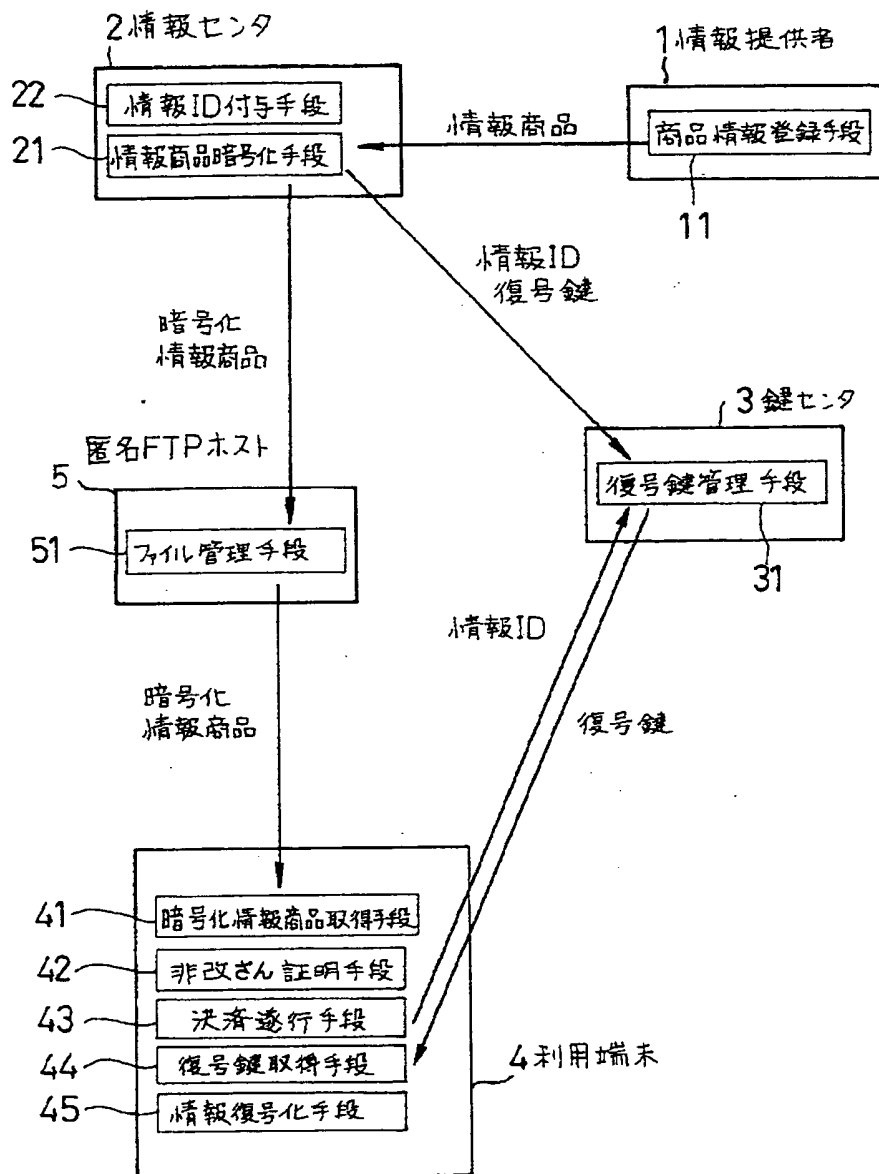 2情報センタ
1情報提供者
22
情報ID付与手段
情報商品
商品情報登録手段
21
情報商品暗号化手段
11
情報ID
復号鍵
暗号化
情報商品
3鍵センタ
匿名FTPホスト
5
復号鍵管理手段
51
ファイル管理手段
31
情報ID
暗号化
情報商品
復号鍵
41
暗号化情報商品取得手段
42
非改ざん証明手段
43
決済遂行手段
44
復号鍵取得手段
4利用端末
45
情報復号化手段